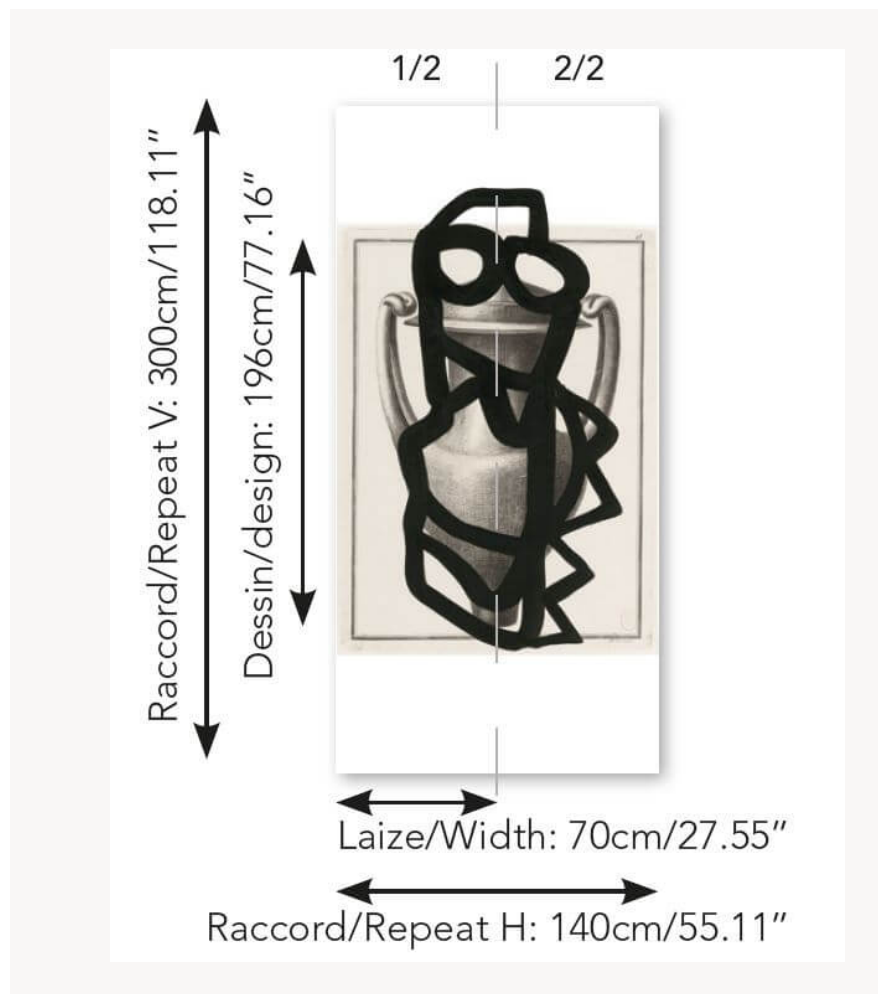 1/2 2/2
Raccord/Repeat V: 300cm/118.11”
Dessin/design: 196cm/77.16”
Laize/Width: 70cm/27.55”
Raccord/Repeat H: 140cm/55.11”